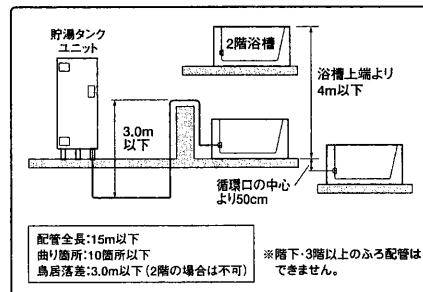 貯湯タンク
ユニット
2階浴槽
浴槽上端より
4m以下
3.0m
以下
循環口の中心
より50cm
配管全長:15m以下
曲り箇所:10箇所以下
鳥居落差:3.0m以下(2階の場合は不可)
※階下・3階以上のふろ配管は
できません。